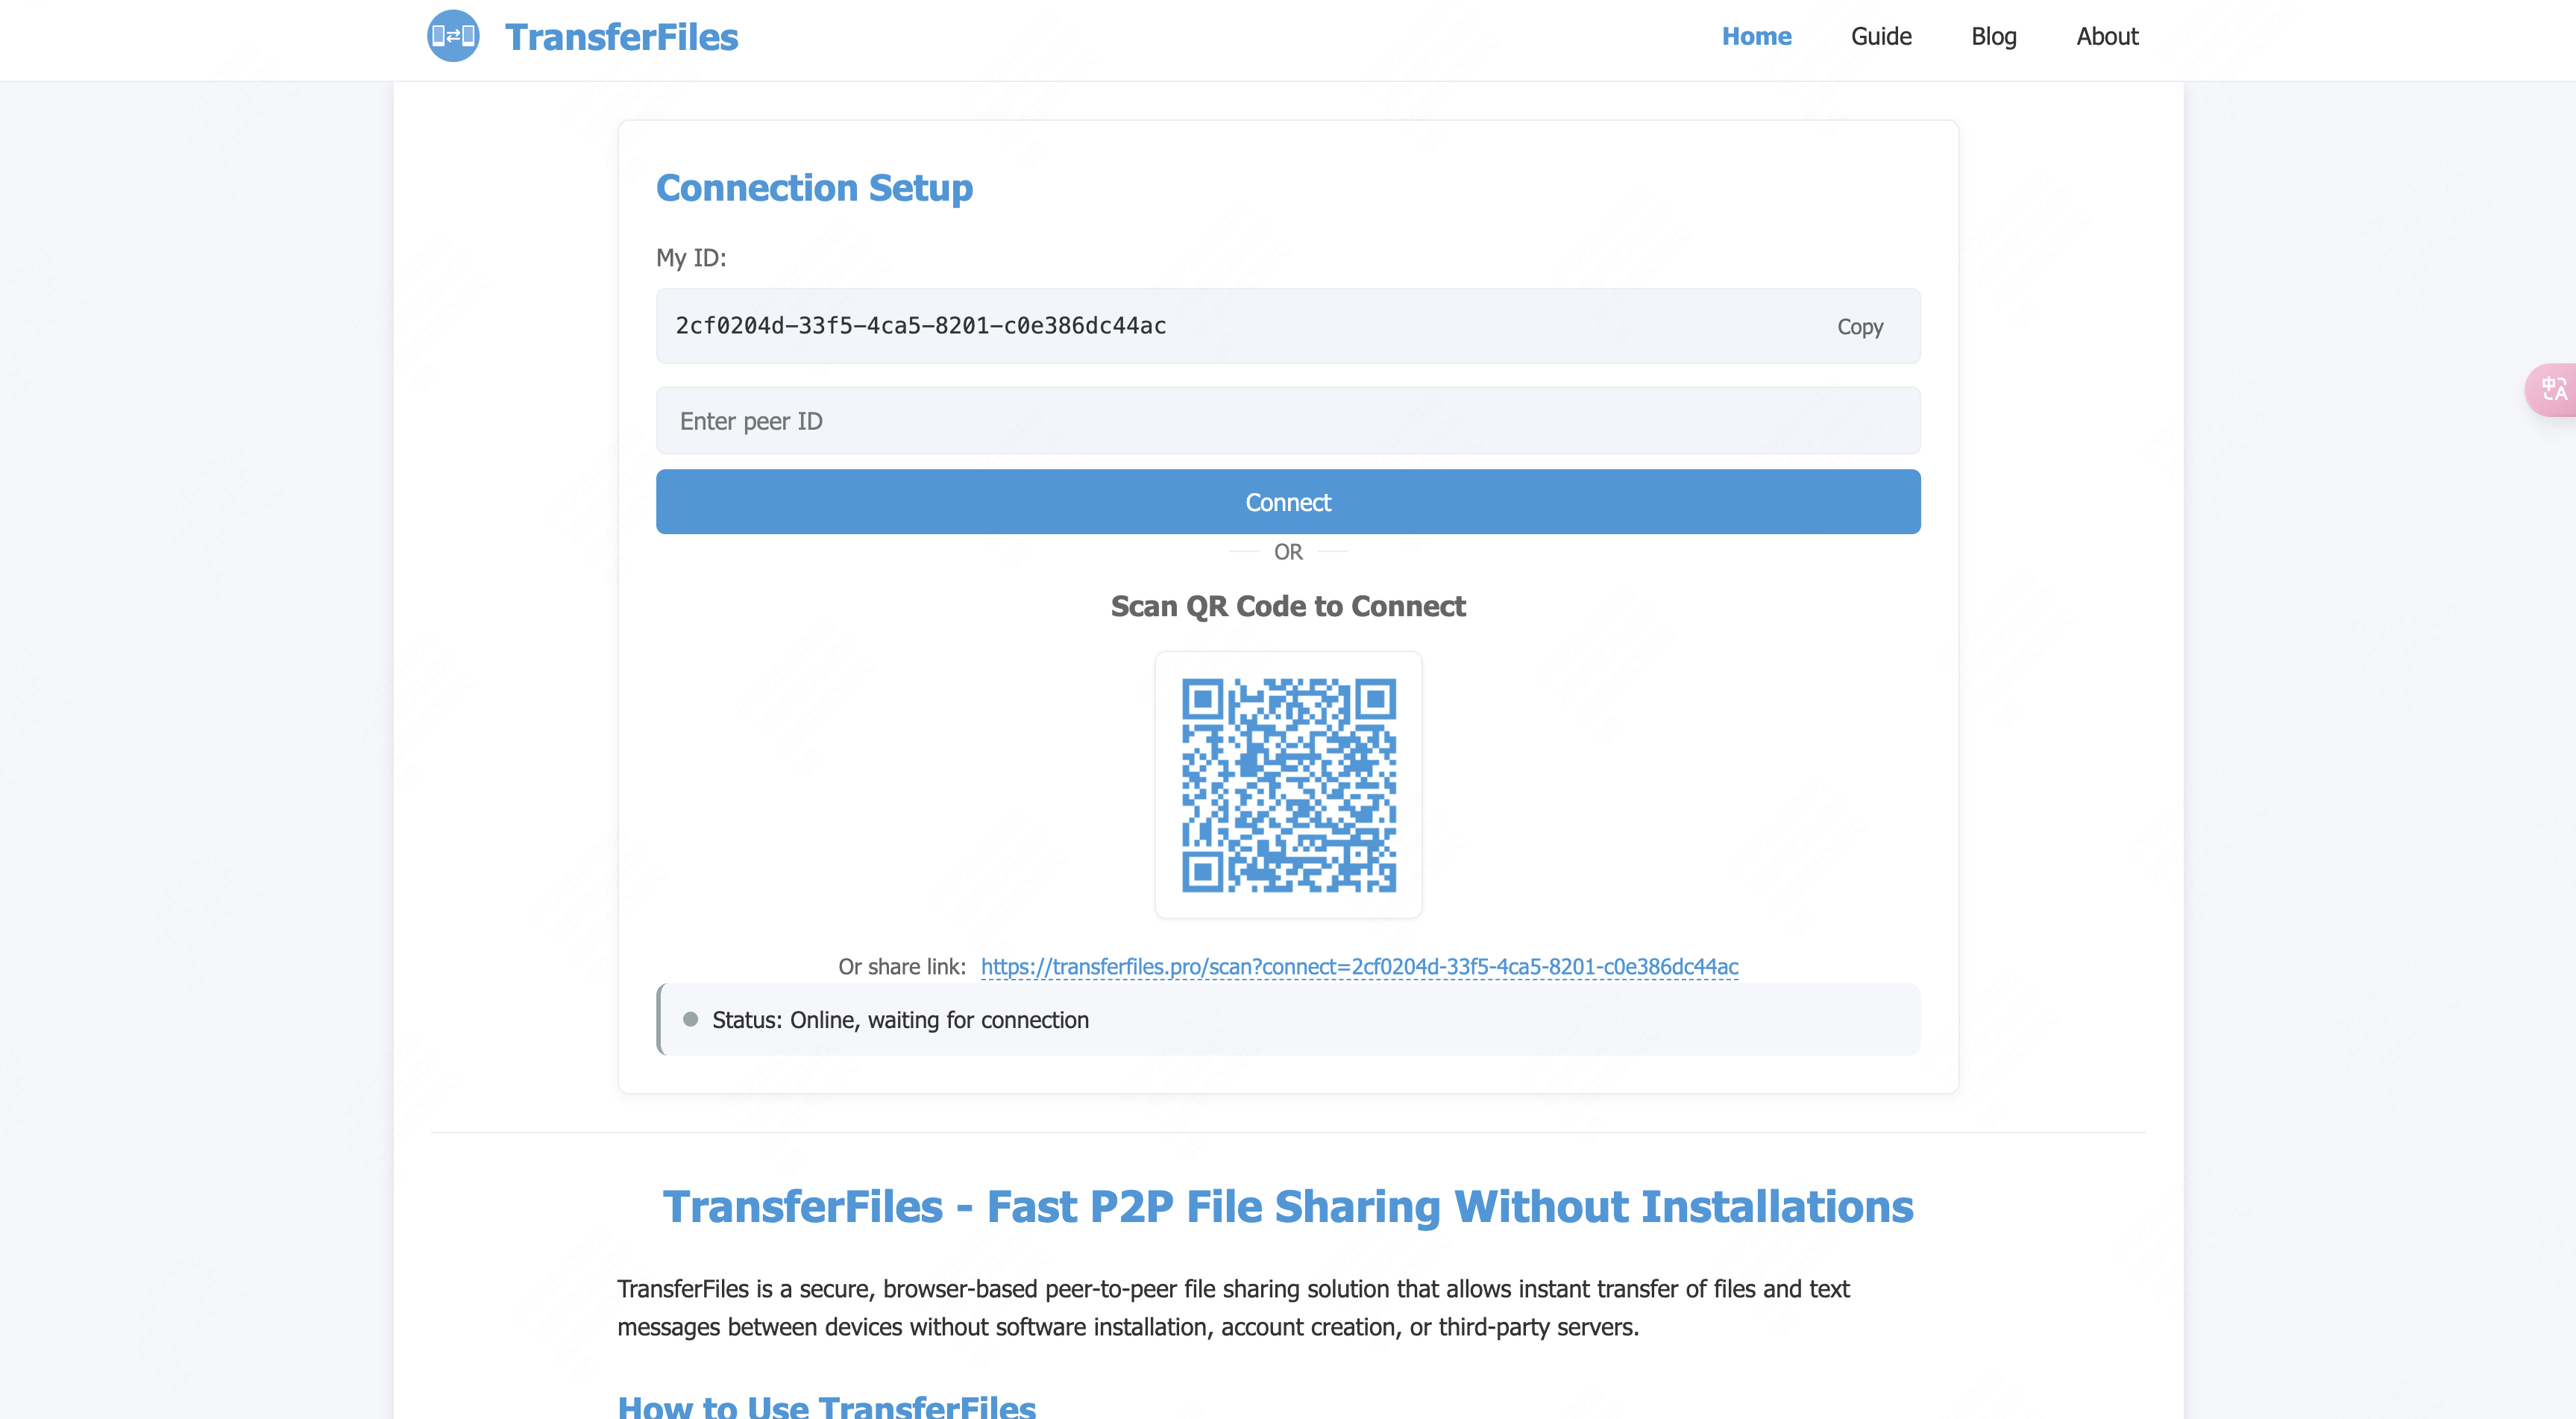 TransferFiles
Home
Guide
Blog
About
Connection Setup
My ID:
2cf0204d-33f5-4ca5-8201-c0e386dc44ac
Copy
Enter peer ID
Connect
OR
Scan QR Code to Connect
Or share link: https://transferfiles.pro/scan?connect=2cf0204d-33f5-4ca5-8201-c0e386dc44ac
Status: Online, waiting for connection
TransferFiles - Fast P2P File Sharing Without Installations
TransferFiles is a secure, browser-based peer-to-peer file sharing solution that allows instant transfer of files and text
messages between devices without software installation, account creation, or third-party servers.
How to Use TransferFiles
中A